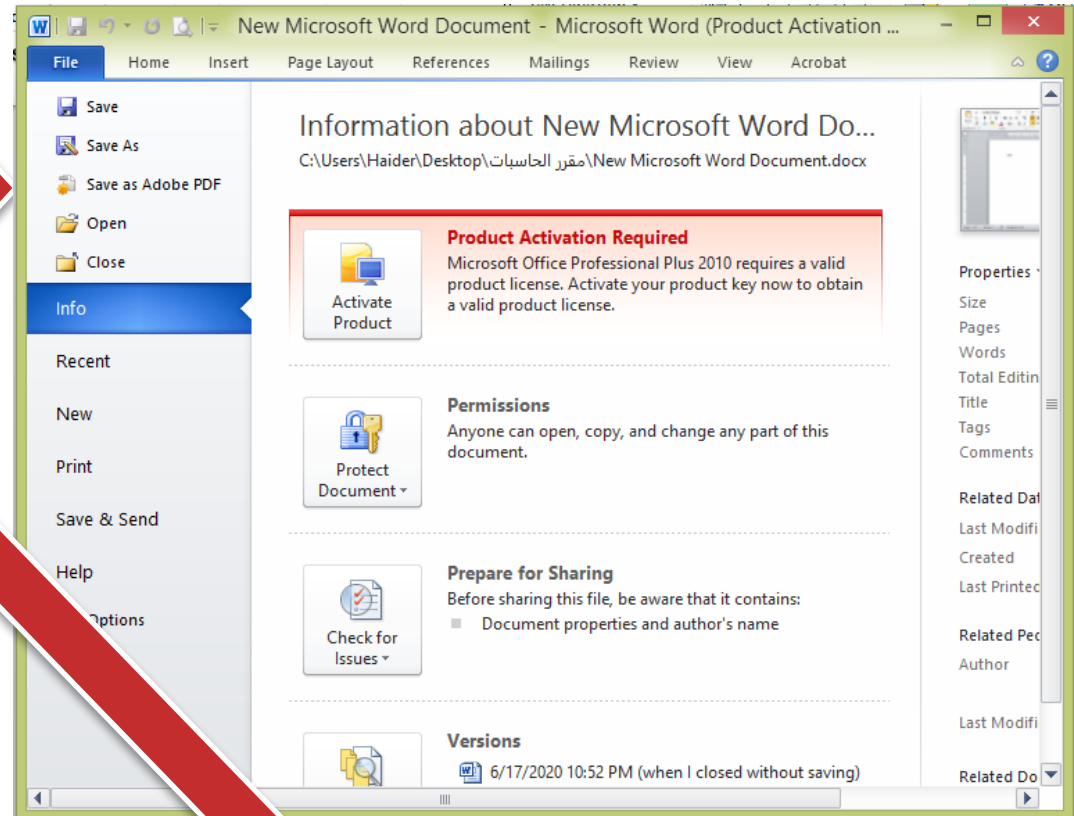 New Microsoft Word Document - Microsoft Word (Product Activation ...
File Home Insert Page Layout References Mailings Review View Acrobat
Save
Save As
Save as Adobe PDF
Open
Close
Info
Recent
New
Print
Save & Send
Help
Options
Information about New Microsoft Word Do...
C:\Users\Haider\Desktop\مقرر الحاسبات\New Microsoft Word Document.docx
Activate
Product
Product Activation Required
Microsoft Office Professional Plus 2010 requires a valid
product license. Activate your product key now to obtain
a valid product license.
Protect
Document
Permissions
Anyone can open, copy, and change any part of this
document.
Check for
Issues
Prepare for Sharing
Before sharing this file, be aware that it contains:
Document properties and author's name
Versions
6/17/2020 10:52 PM (when I closed without saving)
Properties
Size
Pages
Words
Total Editin
Title
Tags
Comments
Related Dat
Last Modifi
Created
Last Printed
Related Peo
Author
Last Modifi
Related Do